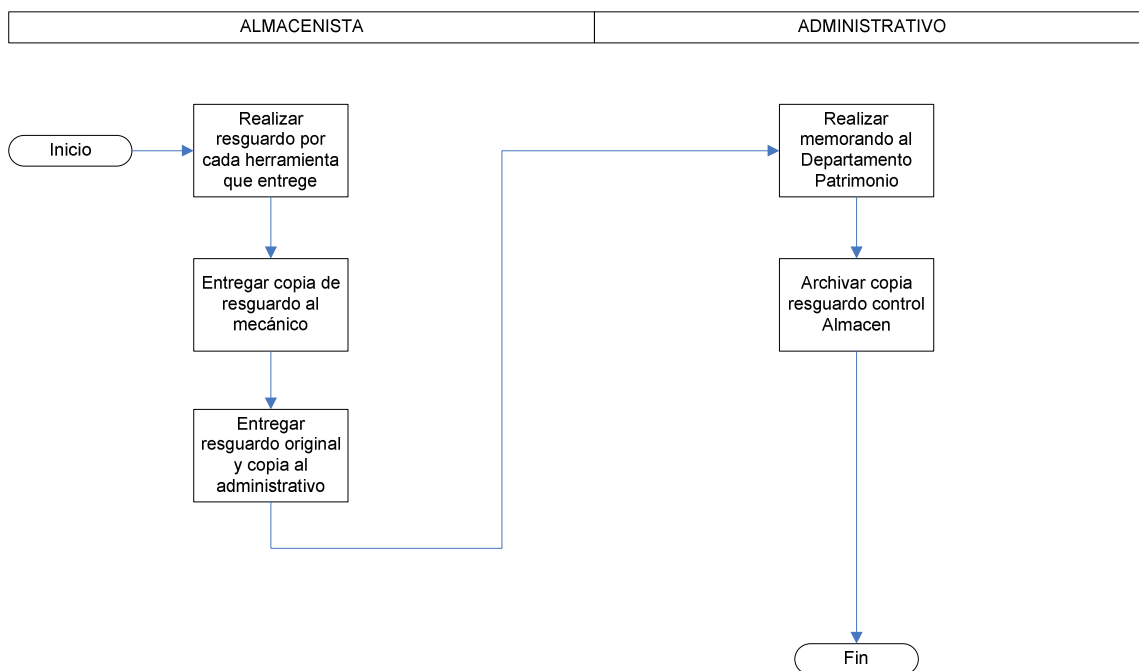 ALMACENISTA
ADMINISTRATIVO
Inicio
Realizar
resguardo por
cada herramienta
que entrege
Entregar copia de
resguardo al
mecánico
Entregar
resguardo original
y copia al
administrativo
Realizar
memorando al
Departamento
Patrimonio
Archivar copia
resguardo control
Almacen
Fin